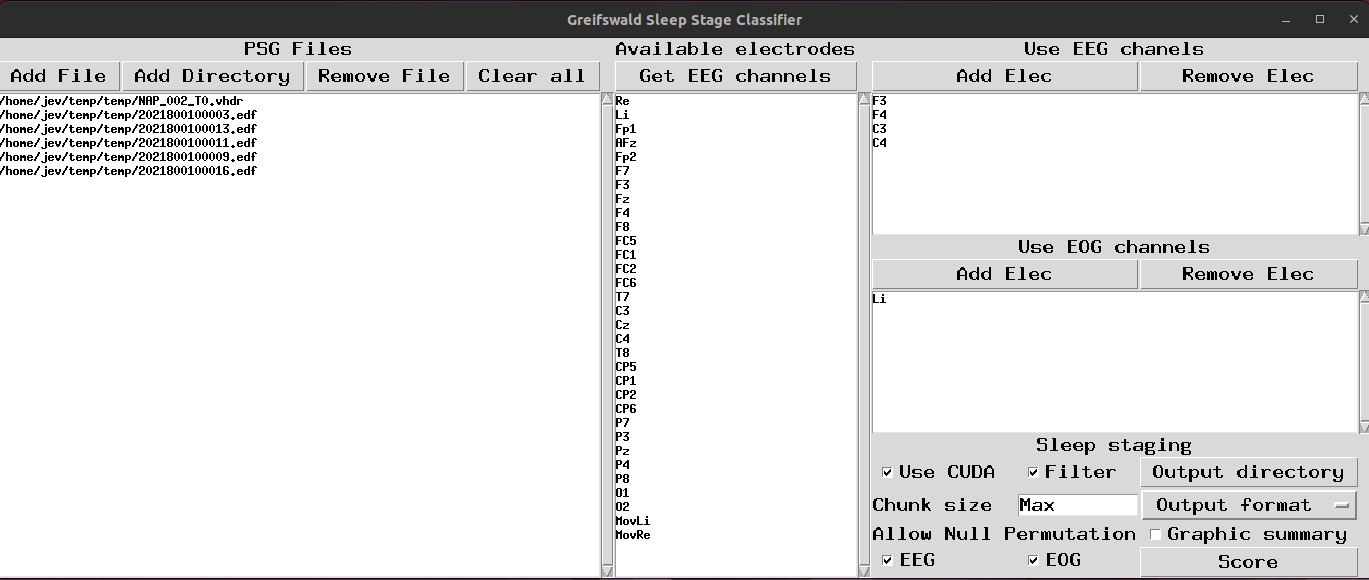 Greifswald Sleep Stage Classifier
PSG Files
Add File Add Directory Remove File Clear all
/home/jev/temp/temp/NAP_002_T0.vhdr
/home/jev/temp/temp/2021800100003.edf
/home/jev/temp/temp/2021800100013.edf
/home/jev/temp/temp/2021800100011.edf
/home/jev/temp/temp/2021800100009.edf
/home/jev/temp/temp/2021800100016.edf
Available electrodes
Get EEG channels
Re
Li
Fp1
AFz
Fp2
F7
F3
Fz
F4
F8
FC5
FC1
FC2
FC6
T7
C3
Cz
C4
T8
CP5
CP1
CP2
CP6
P7
P3
Pz
P4
P8
O1
O2
MovLi
MovRe
Use EEG chanels
Add Elec Remove Elec
F3
F4
C3
C4
Use EOG channels
Add Elec Remove Elec
Li
Sleep staging
Use CUDA Filter Output directory
Chunk size Max Output format
Allow Null Permutation Graphic summary
EEG EOG Score